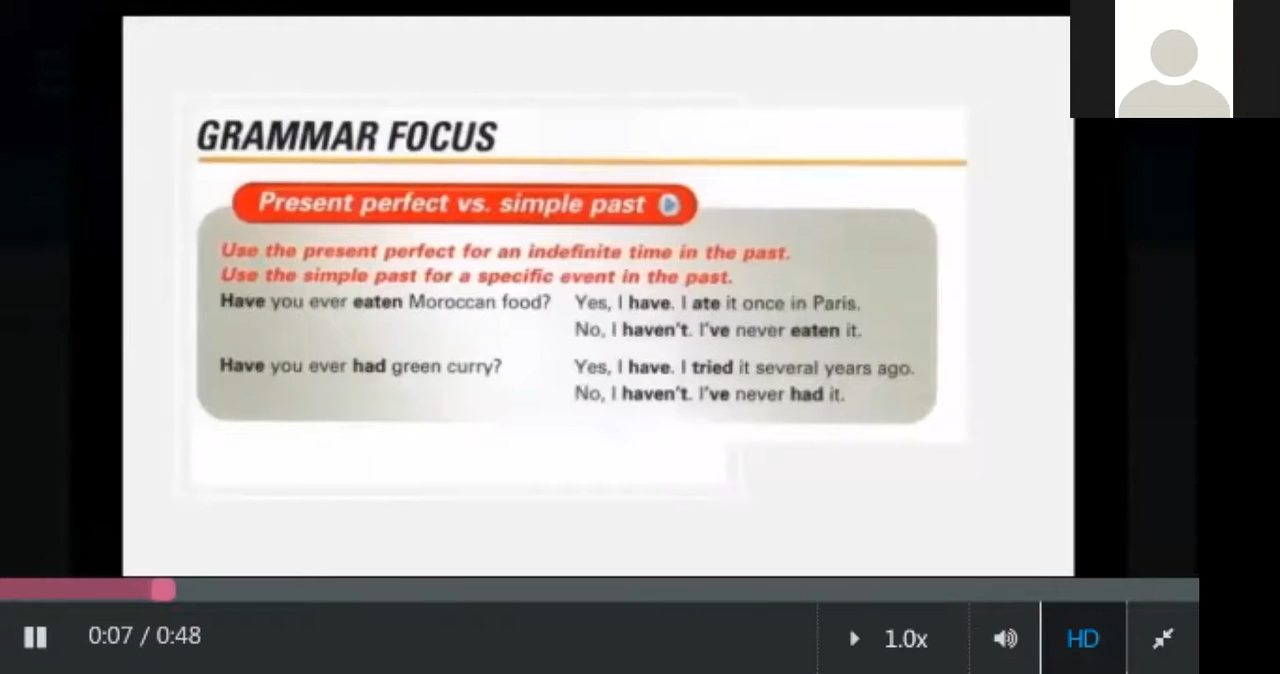 GRAMMAR FOCUS
Present perfect vs. simple past
Use the present perfect for an indefinite time in the past.
Use the simple past for a specific event in the past.
Have you ever eaten Moroccan food? Yes, I have. I ate it once in Paris.
No, I haven't. I've never eaten it.
Have you ever had green curry? Yes, I have. I tried it several years ago.
No, I haven't. I've never had it.
0:07 / 0:48 1.0x HD